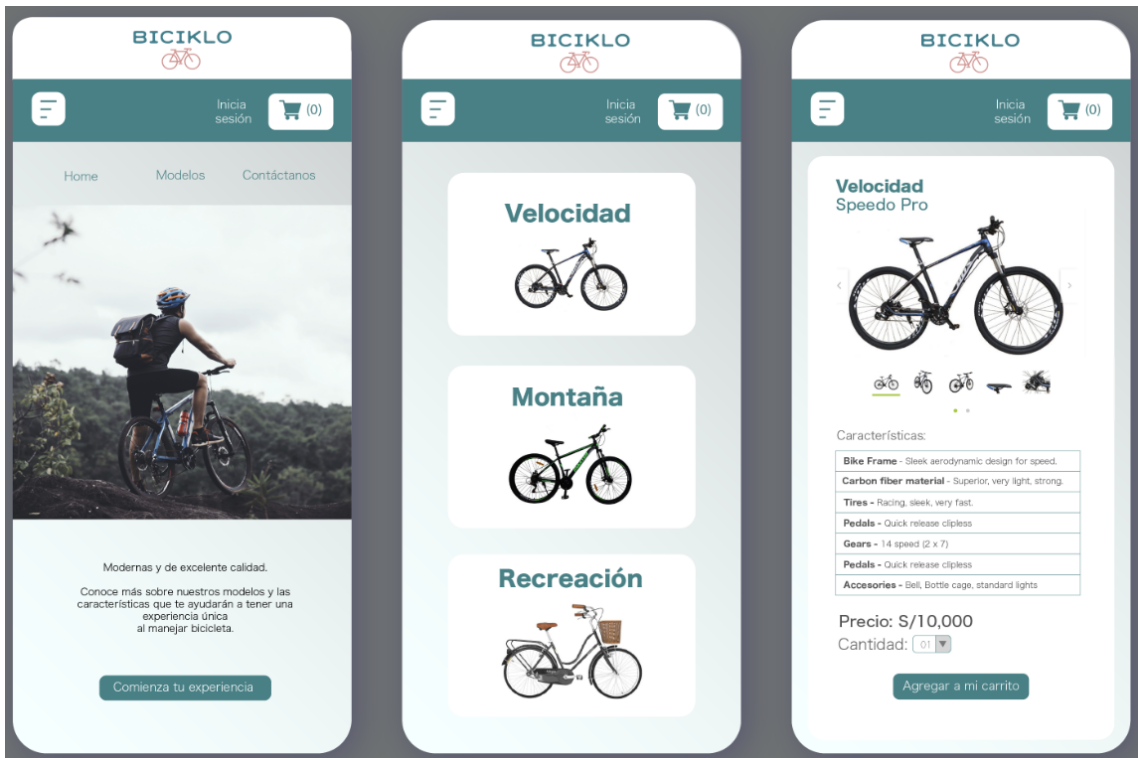 BICIKLO
Inicia
sesión
(0)
Home
Modelos
Contáctanos
Modernas y de excelente calidad.
Conoce más sobre nuestros modelos y las
características que te ayudarán a tener una
experiencia única
al manejar bicicleta.
Comienza tu experiencia
BICIKLO
Inicia
sesión
(0)
Velocidad
Montaña
Recreación
BICIKLO
Inicia
sesión
(0)
Velocidad
Speedo Pro
Características:
Bike Frame - Sleek aerodynamic design for speed.
Carbon fiber material - Superior, very light, strong.
Tires - Racing, sleek, very fast.
Pedals - Quick release clipless
Gears - 14 speed (2 x 7)
Pedals - Quick release clipless
Accesories - Bell, Bottle cage, standard lights
Precio: S/10,000
Cantidad: 01
Agregar a mi carrito